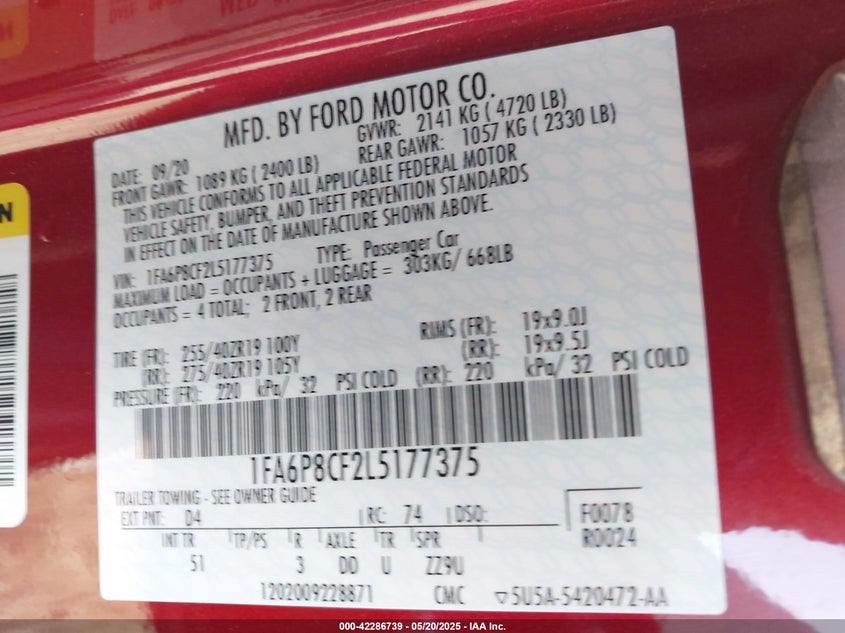 MFD. BY FORD MOTOR CO.
DATE: 09/20 GVWR: 2141 KG ( 4720 LB)
FRONT GAWR: 1089 KG ( 2400 LB) REAR GAWR: 1057 KG ( 2330 LB)
THIS VEHICLE CONFORMS TO ALL APPLICABLE FEDERAL MOTOR
VEHICLE SAFETY, BUMPER, AND THEFT PREVENTION STANDARDS
IN EFFECT ON THE DATE OF MANUFACTURE SHOWN ABOVE.
VIN: 1FA6P8CF2L5177375 TYPE: Passenger Car
MAXIMUM LOAD = OCCUPANTS + LUGGAGE = 303KG/ 668LB
OCCUPANTS = 4 TOTAL; 2 FRONT, 2 REAR
TIRE (FR): 255/40ZR19 100Y RIMS (FR): 19x9.0J
(RR): 275/40ZR19 105Y (RR): 19x9.5J
PRESSURE (FR): 220 kPa/ 32 PSI COLD (RR): 220 kPa/ 32 PSI COLD
1FA6P8CF2L5177375
TRAILER TOWING - SEE OWNER GUIDE
EXT PNT: D4 RC: 74 DSO: F0078
R0024
INT TR TP/PS R AXLE TR SPR
51 3 DD U ZZ9U
1202009228871 CMC ▽5U5A-5420472-AA
N
000-42286739 - 05/20/2025 - IAA Inc.